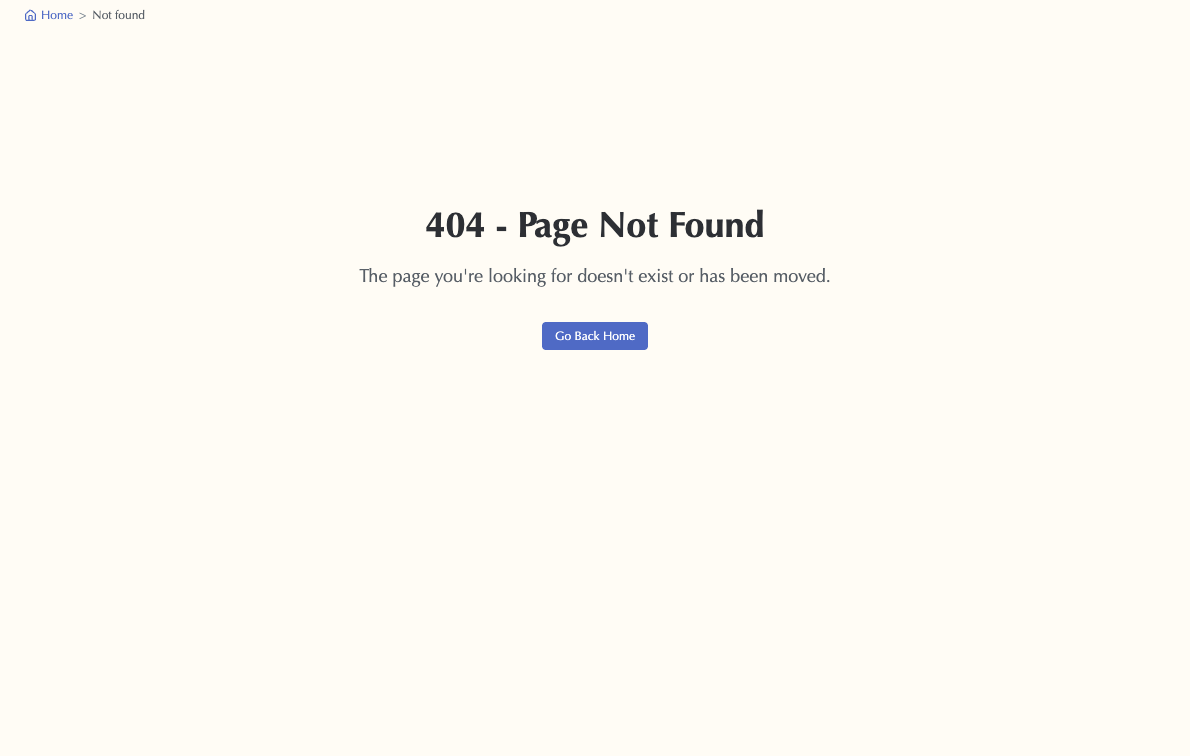 Home > Not found
404 - Page Not Found
The page you're looking for doesn't exist or has been moved.
Go Back Home